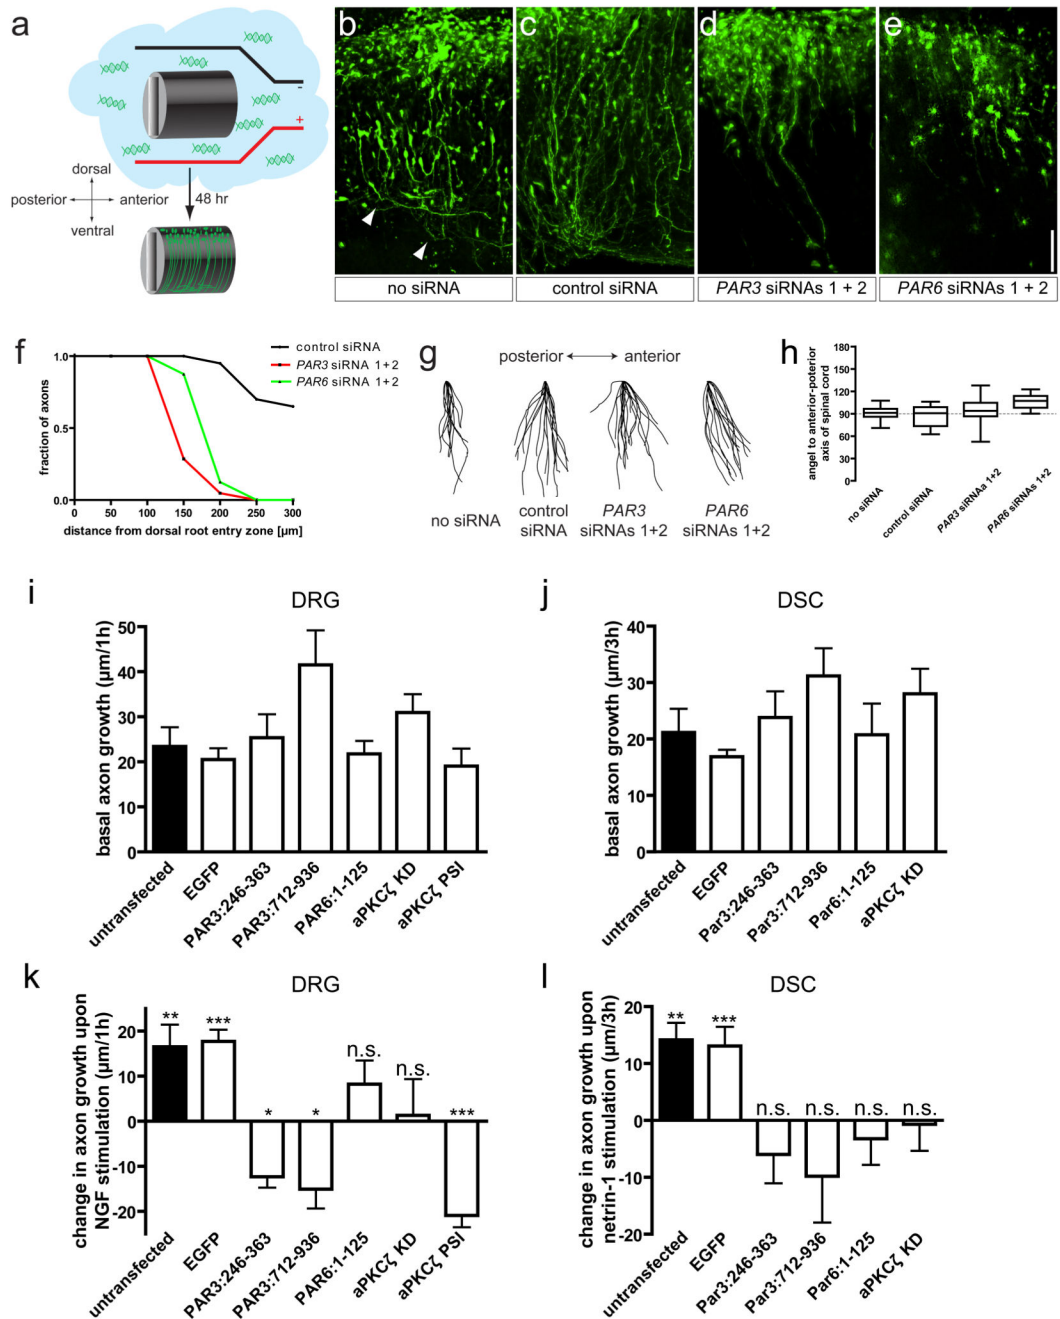 a
-
+
dorsal
posterior
anterior
ventral
48 hr
b
c
d
e
no siRNA
control siRNA
PAR3 siRNAs 1 + 2
PAR6 siRNAs 1 + 2
f
control siRNA
PAR3 siRNA 1+2
PAR6 siRNA 1+2
fraction of axons
1.0
0.5
0.0
0
50
100
150
200
250
300
distance from dorsal root entry zone [µm]
g
posterior
anterior
no siRNA
control
siRNA
PAR3
siRNAs 1+2
PAR6
siRNAs 1+2
h
angel to anterior-poterior
axis of spinal cord
180
150
120
90
60
30
0
no siRNA
control siRNA
PAR3 siRNAa 1+2
PAR6 siRNAs 1+2
i
DRG
basal axon growth (µm/1h)
50
40
30
20
10
0
untransfected
EGFP
PAR3:246-363
PAR3:712-936
PAR6:1-125
aPKCζ KD
aPKCζ PSI
j
DSC
basal axon growth (µm/3h)
40
30
20
10
0
untransfected
EGFP
Par3:246-363
Par3:712-936
Par6:1-125
aPKCζ KD
k
DRG
change in axon growth upon
NGF stimulation (µm/1h)
20
10
0
-10
-20
**
***
*
*
n.s.
n.s.
***
untransfected
EGFP
PAR3:246-363
PAR3:712-936
PAR6:1-125
aPKCζ KD
aPKCζ PSI
l
DSC
change in axon growth upon
netrin-1 stimulation (µm/3h)
20
10
0
-10
-20
**
***
n.s.
n.s.
n.s.
n.s.
untransfected
EGFP
Par3:246-363
Par3:712-936
Par6:1-125
aPKCζ KD